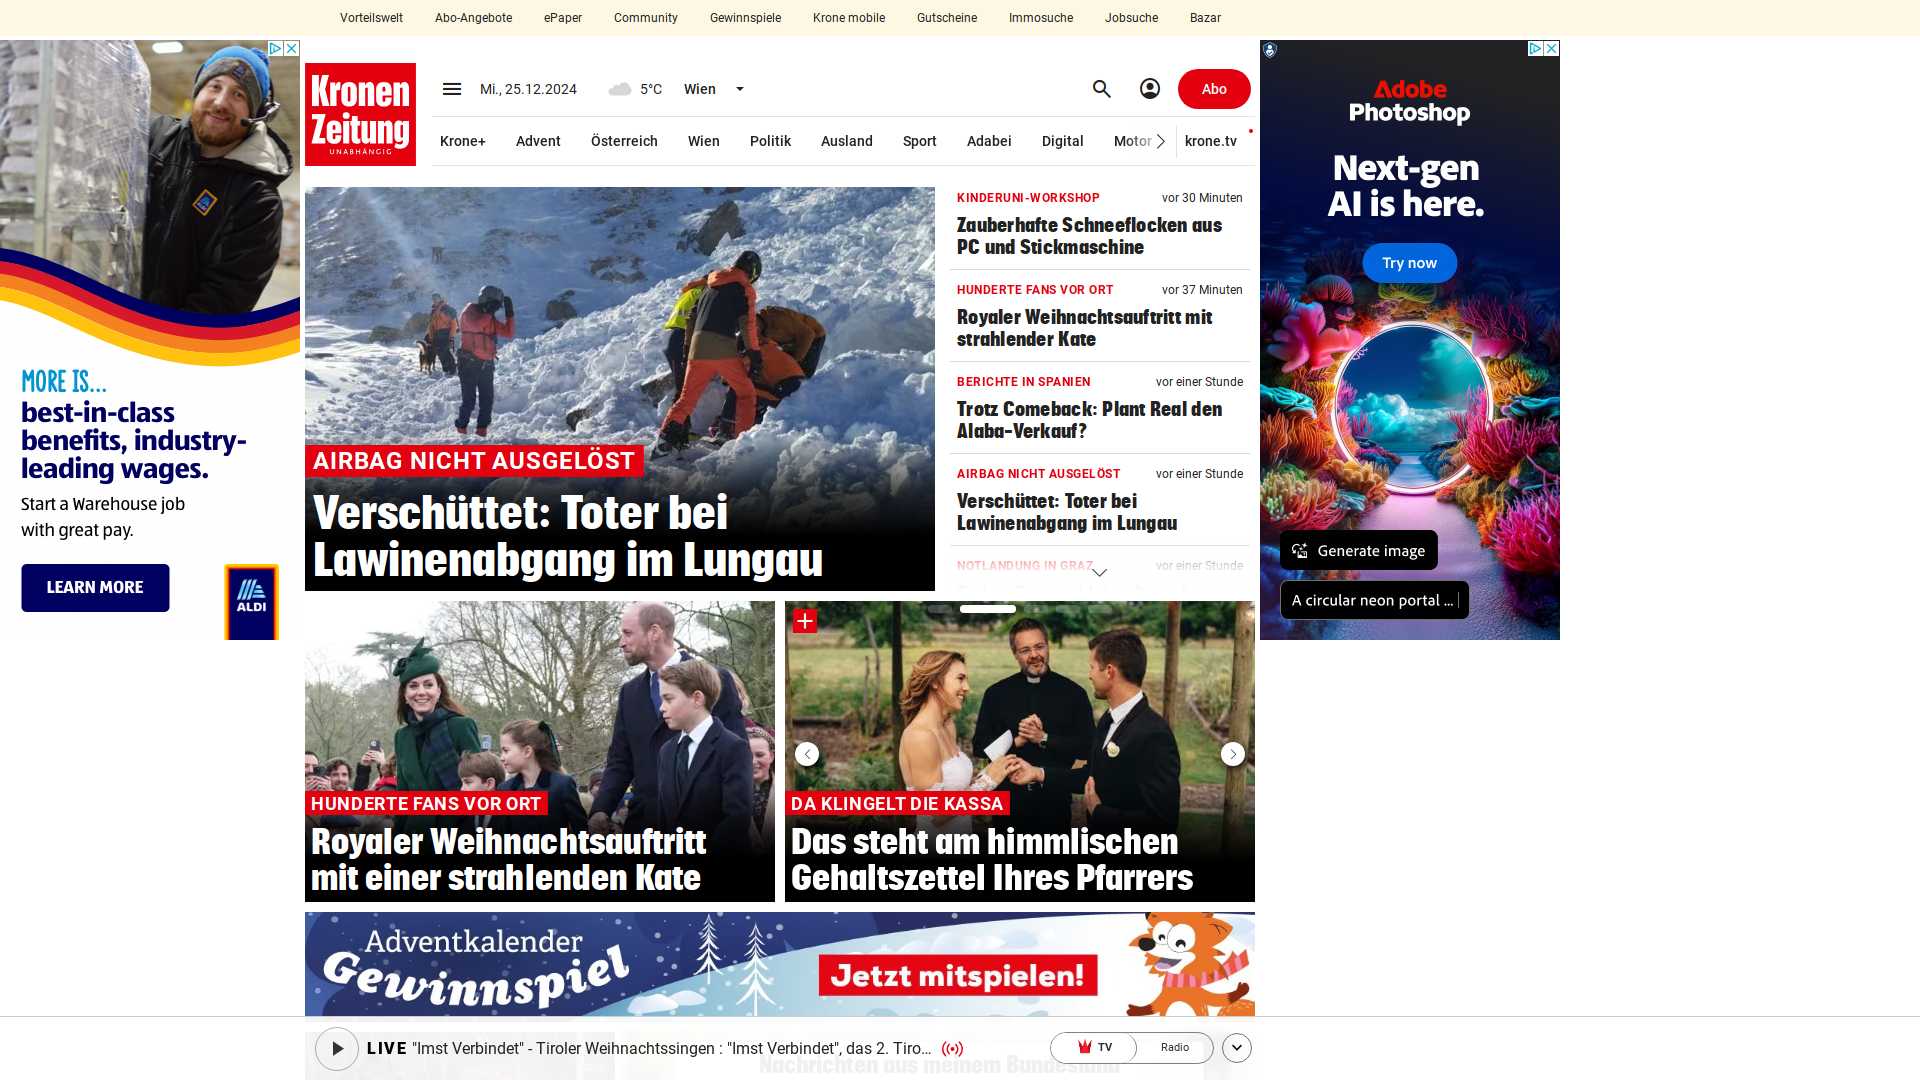 Vorteilswelt
Abo-Angebote
ePaper
Community
Gewinnspiele
Krone mobile
Gutscheine
Immosuche
Jobsuche
Bazar
Kronen
Zeitung
UNABHÄNGIG
Mi., 25.12.2024
5°C
Wien
Abo
Krone+
Advent
Österreich
Wien
Politik
Ausland
Sport
Adabei
Digital
Motor
krone.tv
AIRBAG NICHT AUSGELÖST
Verschüttet: Toter bei
Lawinenabgang im Lungau
KINDERUNI-WORKSHOP
vor 30 Minuten
Zauberhafte Schneeflocken aus
PC und Stickmaschine
HUNDERTE FANS VOR ORT
vor 37 Minuten
Royaler Weihnachtsauftritt mit
strahlender Kate
BERICHTE IN SPANIEN
vor einer Stunde
Trotz Comeback: Plant Real den
Alaba-Verkauf?
AIRBAG NICHT AUSGELÖST
vor einer Stunde
Verschüttet: Toter bei
Lawinenabgang im Lungau
NOTLANDUNG IN GRAZ
vor einer Stunde
HUNDERTE FANS VOR ORT
Royaler Weihnachtsauftritt
mit einer strahlenden Kate
DA KLINGELT DIE KASSA
Das steht am himmlischen
Gehaltszettel Ihres Pfarrers
Adventkalender
Gewinnspiel
Jetzt mitspielen!
LIVE "Imst Verbindet" - Tiroler Weihnachtssingen : "Imst Verbindet", das 2. Tiro...
TV
Radio
Nachrichten aus meinem Bundesland
MORE IS...
best-in-class
benefits, industry-
leading wages.
Start a Warehouse job
with great pay.
LEARN MORE
ALDI
Adobe
Photoshop
Next-gen
AI is here.
Try now
Generate image
A circular neon portal ...